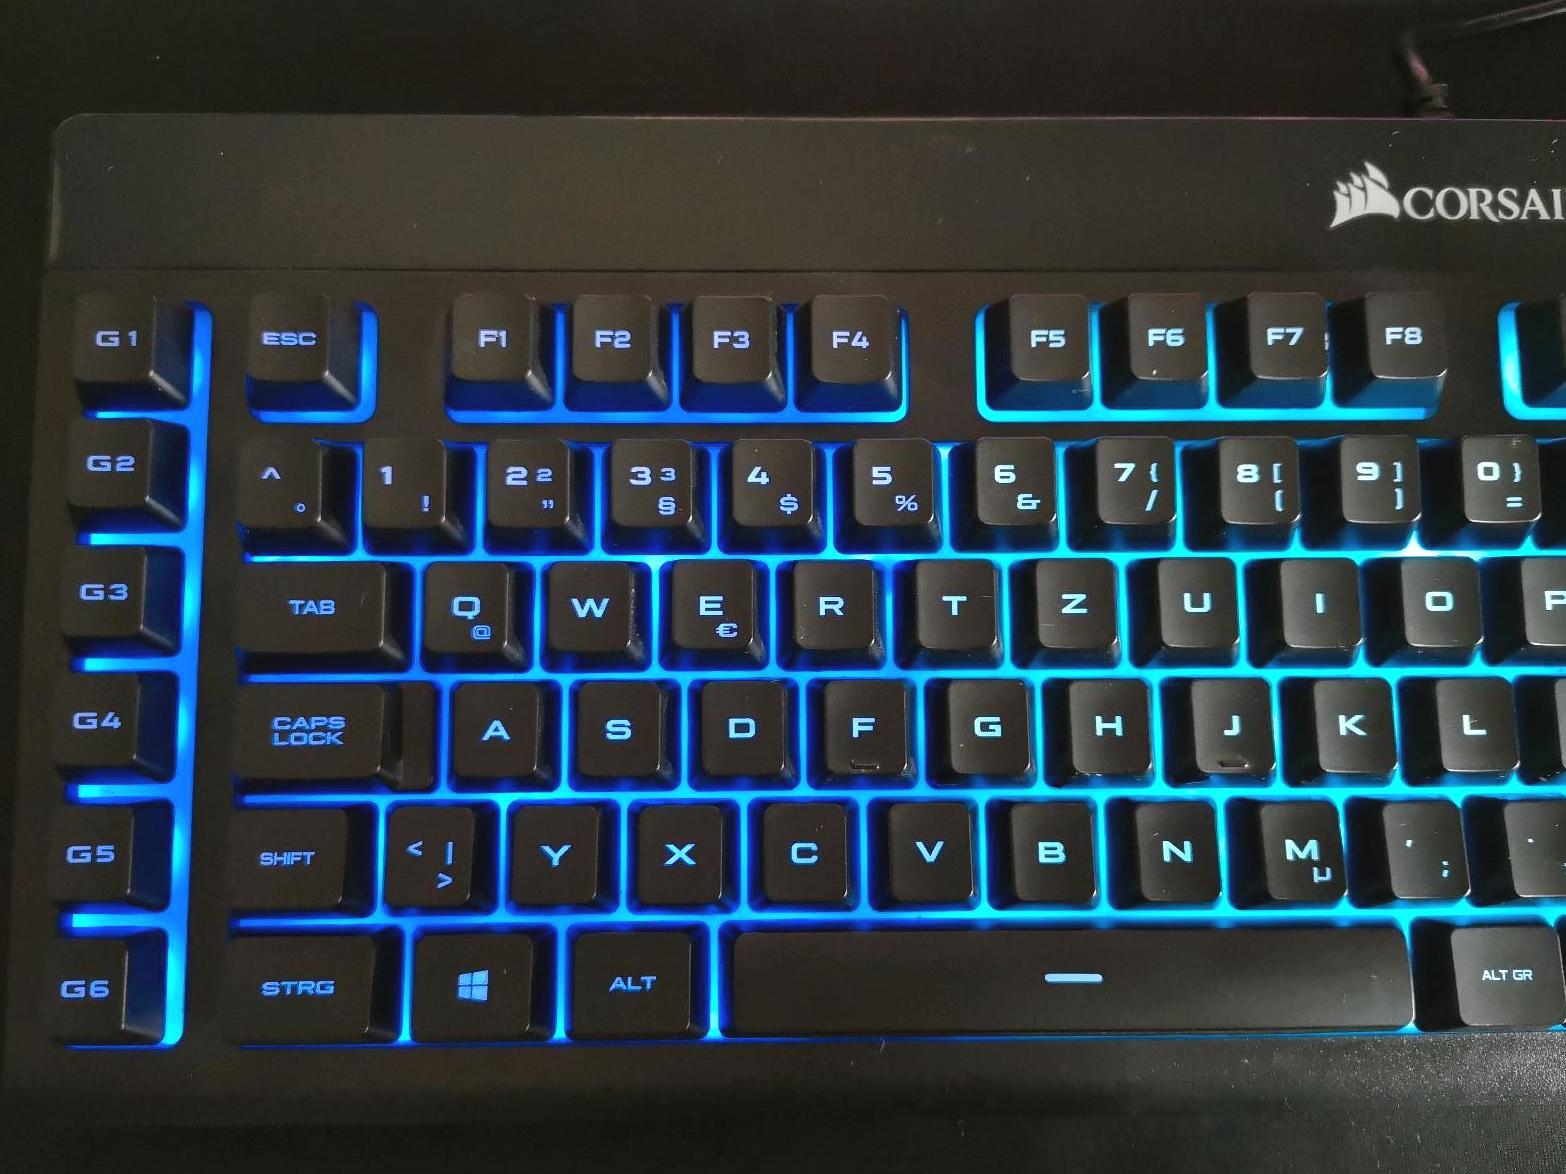 CORSAI
G1 ESC F1 F2 F3 F4 F5 F6 F7 F8
G2 ^ ° 1 ! 2 ² " 3 ³ § 4 $ 5 % 6 & 7 { / 8 [ ( 9 ] ) 0 } =
G3 TAB Q @ W E € R T Z U I O P
G4 CAPS LOCK A S D F G H J K L
G5 SHIFT < | > Y X C V B N M µ , ; .
G6 STRG ALT ALT GR